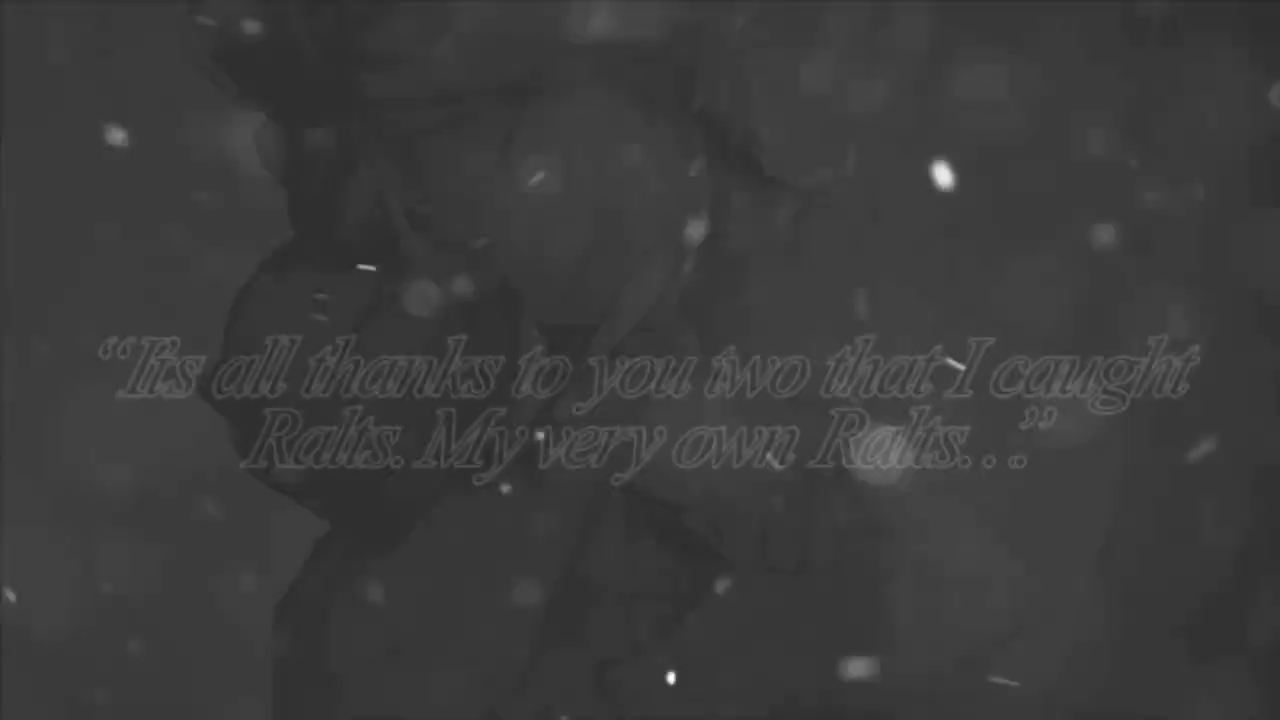 “It's all thanks to you two that I caught
Ralts. My very own Ralts. . .”